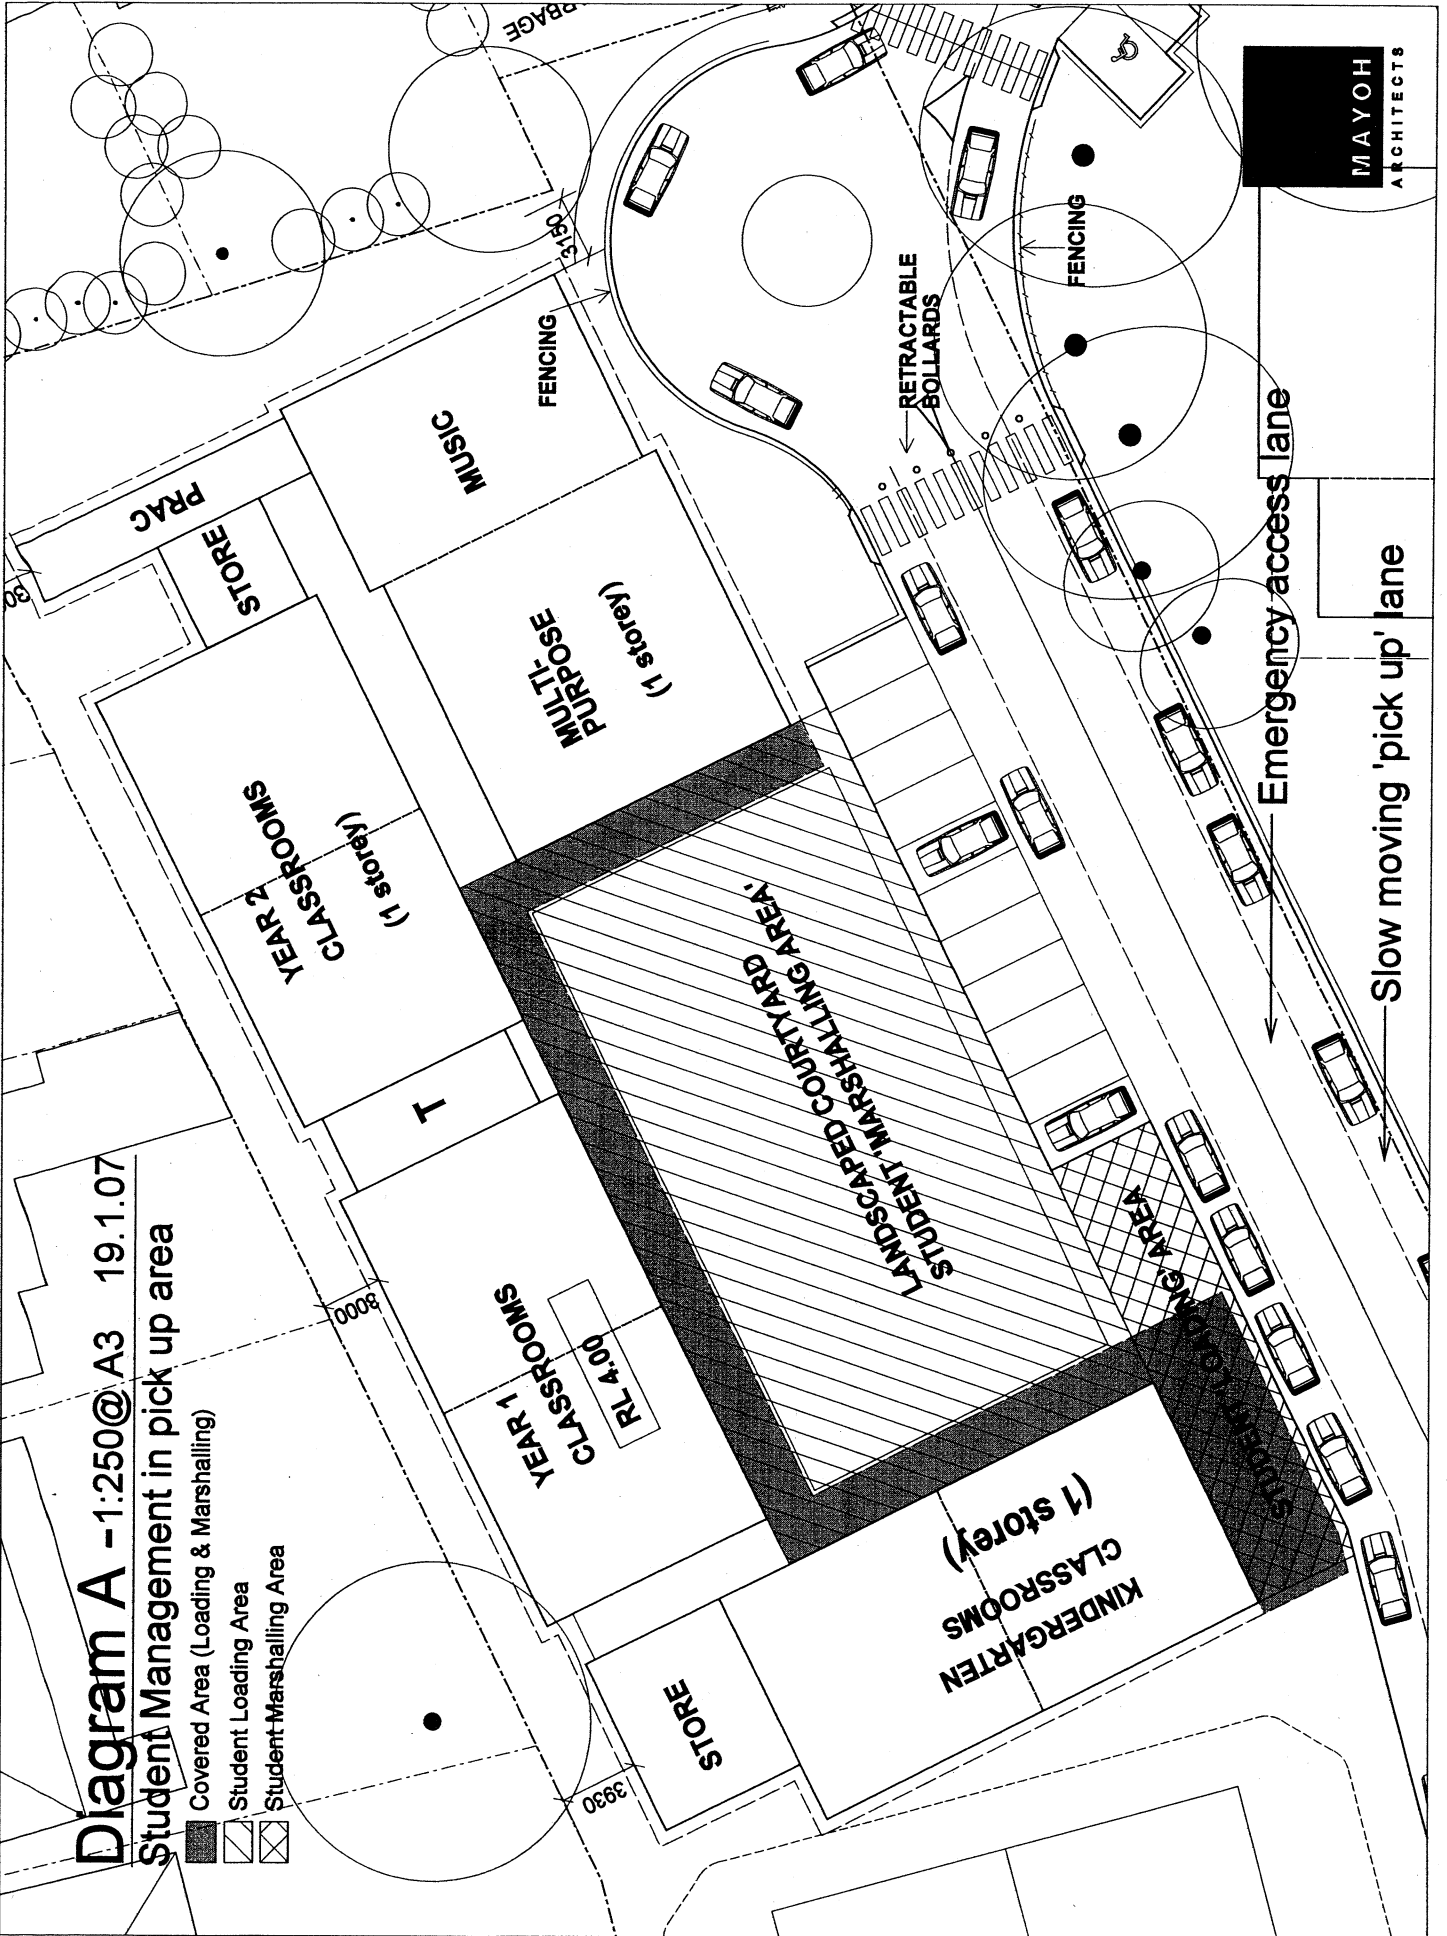 Diagram A -1:250@ A3 19.1.07
Student Management in pick up area
Covered Area (Loading & Marshalling)
Student Loading Area
Student Marshalling Area
PRAC
STORE
MUSIC
MULTI-
PURPOSE
(1 storey)
YEAR 2
CLASSROOMS
(1 storey)
T
YEAR 1
CLASSROOMS
RL 4.00
3000
STORE
3930
KINDERGARTEN
CLASSROOMS
(1 storey)
LANDSCAPED COURTYARD
STUDENT 'MARSHALLING AREA'
STUDENT 'LOADING' AREA
FENCING
3150
RETRACTABLE
BOLLARDS
FENCING
Emergency access lane
Slow moving 'pick up' lane
MAYOH
ARCHITECTS